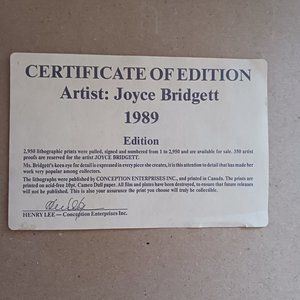 CERTIFICATE OF EDITION
Artist: Joyce Bridgett
1989
Edition
2,950 lithographic prints were pulled, signed and numbered from 1 to 2,950 and are available for sale. 350 artist
proofs are reserved for the artist JOYCE BRIDGETT.
Ms. Bridgett's keen eye for detail is expressed in every piece she creates, it is this attention to detail that has made her
work very popular among collectors.
The lithographs were published by CONCEPTION ENTERPRISES INC., and printed in Canada. The prints are
printed on acid-free 10pt. Cameo Dull paper. All film and plates have been destroyed, to ensure that future releases
will not be published. This is also your assurance the print you choose will truly be collectible.
HENRY LEE — Conception Enterprises Inc.